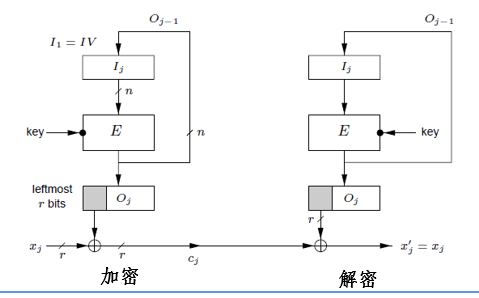 O_{j-1}
I_1 = IV
I_j
n
key
E
n
leftmost
r bits
O_j
x_j
r
r
c_j
加密
O_{j-1}
I_j
E
key
O_j
r
x'_j = x_j
解密